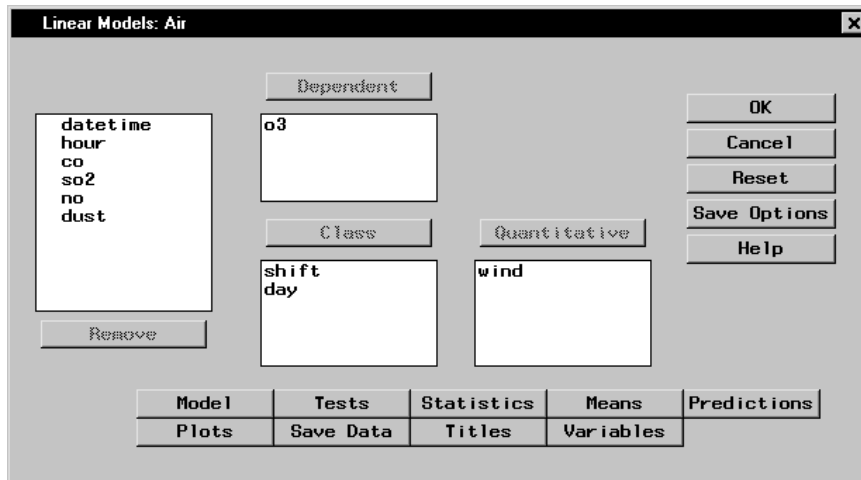 Linear Models: Air
X
Dependent
datetime
hour
co
so2
no
dust
o3
OK
Cancel
Reset
Save Options
Help
Class
Quantitative
shift
day
wind
Remove
Model
Tests
Statistics
Means
Predictions
Plots
Save Data
Titles
Variables